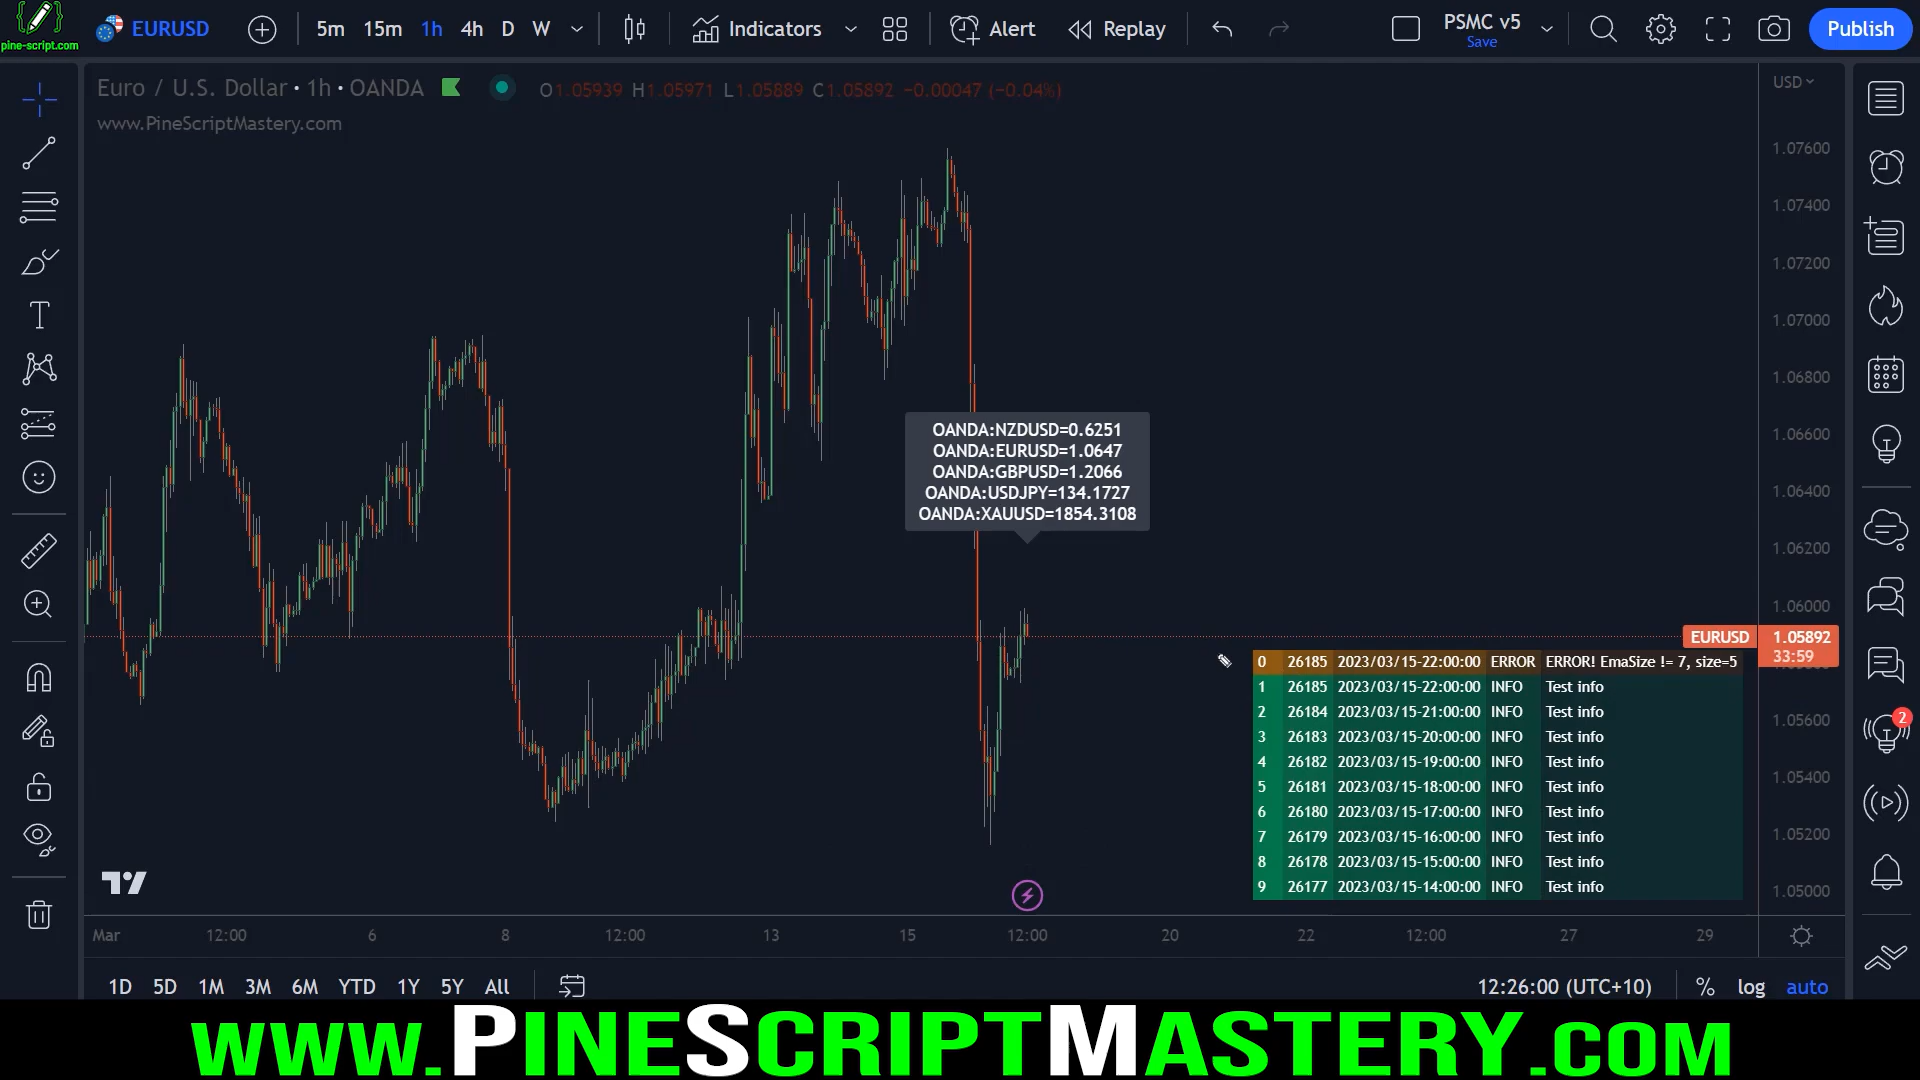 pine-script.com
EURUSD 5m 15m 1h 4h D W Indicators Alert Replay PSMC v5 Publish
Save
Euro / U.S. Dollar · 1h · OANDA O1.05939 H1.05971 L1.05889 C1.05892 −0.00047 (−0.04%)
www.PineScriptMastery.com
USD
1.07600
1.07400
1.07200
1.07000
1.06800
1.06600
1.06400
1.06200
1.06000
OANDA:NZDUSD=0.6251
OANDA:EURUSD=1.0647
OANDA:GBPUSD=1.2066
OANDA:USDJPY=134.1727
OANDA:XAUUSD=1854.3108
EURUSD 1.05892
33:59
0 26185 2023/03/15-22:00:00 ERROR ERROR! EmaSize != 7, size=5
1 26185 2023/03/15-22:00:00 INFO Test info
2 26184 2023/03/15-21:00:00 INFO Test info
3 26183 2023/03/15-20:00:00 INFO Test info
4 26182 2023/03/15-19:00:00 INFO Test info
5 26181 2023/03/15-18:00:00 INFO Test info
6 26180 2023/03/15-17:00:00 INFO Test info
7 26179 2023/03/15-16:00:00 INFO Test info
8 26178 2023/03/15-15:00:00 INFO Test info
9 26177 2023/03/15-14:00:00 INFO Test info
1.05600
1.05400
1.05200
1.05000
2
Mar 12:00 6 8 12:00 13 15 12:00 20 22 12:00 27 29
1D 5D 1M 3M 6M YTD 1Y 5Y All 12:26:00 (UTC+10) % log auto
www.PineScriptMastery.com